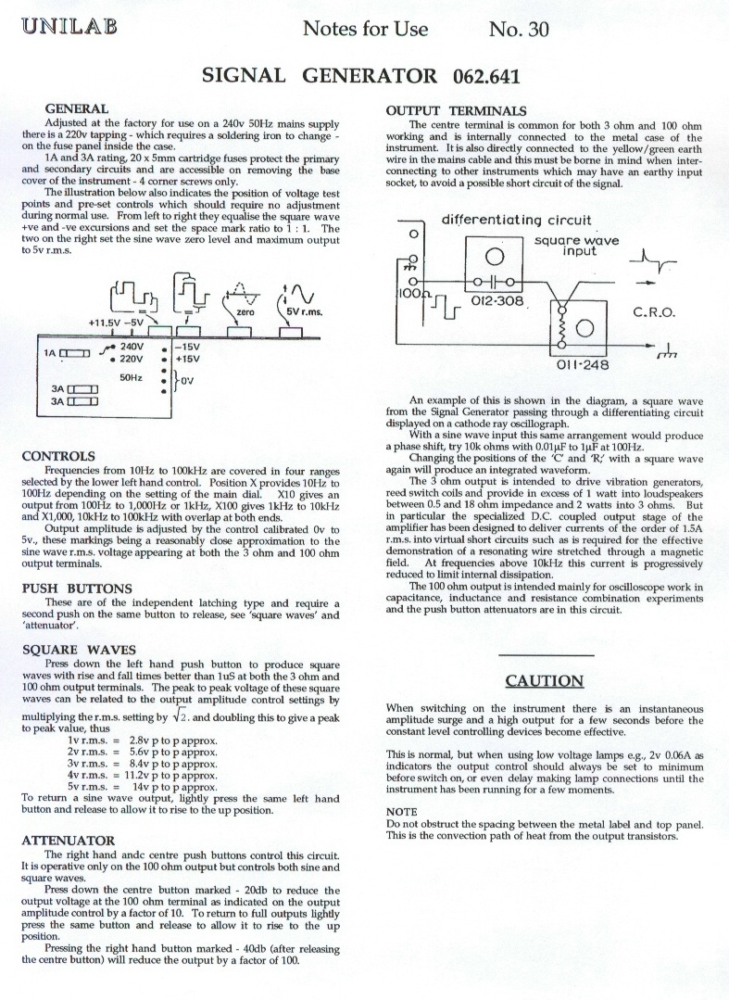 UNILAB
Notes for Use
No. 30
SIGNAL GENERATOR 062.641
GENERAL
Adjusted at the factory for use on a 240v 50Hz mains supply
there is a 220v tapping - which requires a soldering iron to change -
on the fuse panel inside the case.
1A and 3A rating, 20 x 5mm cartridge fuses protect the primary
and secondary circuits and are accessible on removing the base
cover of the instrument - 4 corner screws only.
The illustration below also indicates the position of voltage test
points and pre-set controls which should require no adjustment
during normal use. From left to right they equalise the square wave
+ve and -ve excursions and set the space mark ratio to 1 : 1. The
two on the right set the sine wave zero level and maximum output
to 5v r.m.s.
zero
5V r.ms.
+11.5V -5V
1A
240V
220V
50Hz
-15V
+15V
0V
3A
3A
CONTROLS
Frequencies from 10Hz to 100kHz are covered in four ranges
selected by the lower left hand control. Position X provides 10Hz to
100Hz depending on the setting of the main dial. X10 gives an
output from 100Hz to 1,000Hz or 1kHz, X100 gives 1kHz to 10kHz
and X1,000, 10kHz to 100kHz with overlap at both ends.
Output amplitude is adjusted by the control calibrated 0v to
5v., these markings being a reasonably close approximation to the
sine wave r.m.s. voltage appearing at both the 3 ohm and 100 ohm
output terminals.
PUSH BUTTONS
These are of the independent latching type and require a
second push on the same button to release, see 'square waves' and
'attenuator'.
SQUARE WAVES
Press down the left hand push button to produce square
waves with rise and fall times better than 1uS at both the 3 ohm and
100 ohm output terminals. The peak to peak voltage of these square
waves can be related to the output amplitude control settings by
multiplying the r.m.s. setting by √2. and doubling this to give a peak
to peak value, thus
1v r.m.s. = 2.8v p to p approx.
2v r.m.s. = 5.6v p to p approx.
3v r.m.s. = 8.4v p to p approx.
4v r.m.s. = 11.2v p to p approx.
5v r.m.s. = 14v p to p approx.
To return a sine wave output, lightly press the same left hand
button and release to allow it to rise to the up position.
ATTENUATOR
The right hand andc centre push buttons control this circuit.
It is operative only on the 100 ohm output but controls both sine and
square waves.
Press down the centre button marked - 20db to reduce the
output voltage at the 100 ohm terminal as indicated on the output
amplitude control by a factor of 10. To return to full outputs lightly
press the same button and release to allow it to rise to the up
position.
Pressing the right hand button marked - 40db (after releasing
the centre button) will reduce the output by a factor of 100.
OUTPUT TERMINALS
The centre terminal is common for both 3 ohm and 100 ohm
working and is internally connected to the metal case of the
instrument. It is also directly connected to the yellow/green earth
wire in the mains cable and this must be borne in mind when inter-
connecting to other instruments which may have an earthy input
socket, to avoid a possible short circuit of the signal.
differentiating circuit
square wave
input
100Ω
012·308
C.R.O.
011·248
An example of this is shown in the diagram, a square wave
from the Signal Generator passing through a differentiating circuit
displayed on a cathode ray oscillograph.
With a sine wave input this same arrangement would produce
a phase shift, try 10k ohms with 0.01µF to 1µF at 100Hz.
Changing the positions of the 'C' and 'R;' with a square wave
again will produce an integrated waveform.
The 3 ohm output is intended to drive vibration generators,
reed switch coils and provide in excess of 1 watt into loudspeakers
between 0.5 and 18 ohm impedance and 2 watts into 3 ohms. But
in particular the specialized D.C. coupled output stage of the
amplifier has been designed to deliver currents of the order of 1.5A
r.m.s. into virtual short circuits such as is required for the effective
demonstration of a resonating wire stretched through a magnetic
field. At frequencies above 10kHz this current is progressively
reduced to limit internal dissipation.
The 100 ohm output is intended mainly for oscilloscope work in
capacitance, inductance and resistance combination experiments
and the push button attenuators are in this circuit.
CAUTION
When switching on the instrument there is an instantaneous
amplitude surge and a high output for a few seconds before the
constant level controlling devices become effective.
This is normal, but when using low voltage lamps e.g., 2v 0.06A as
indicators the output control should always be set to minimum
before switch on, or even delay making lamp connections until the
instrument has been running for a few moments.
NOTE
Do not obstruct the spacing between the metal label and top panel.
This is the convection path of heat from the output transistors.